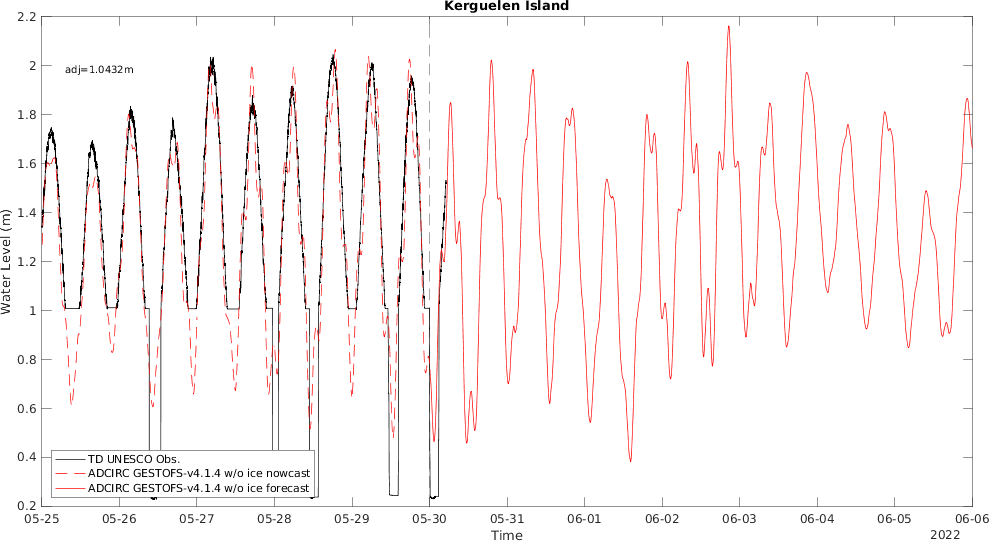 Kerguelen Island
2.2
2
1.8
1.6
1.4
1.2
1
0.8
0.6
0.4
0.2
Water Level (m)
adj=1.0432m
TD UNESCO Obs.
ADCIRC GESTOFS-v4.1.4 w/o ice nowcast
ADCIRC GESTOFS-v4.1.4 w/o ice forecast
05-25 05-26 05-27 05-28 05-29 05-30 05-31 06-01 06-02 06-03 06-04 06-05 06-06
Time
2022